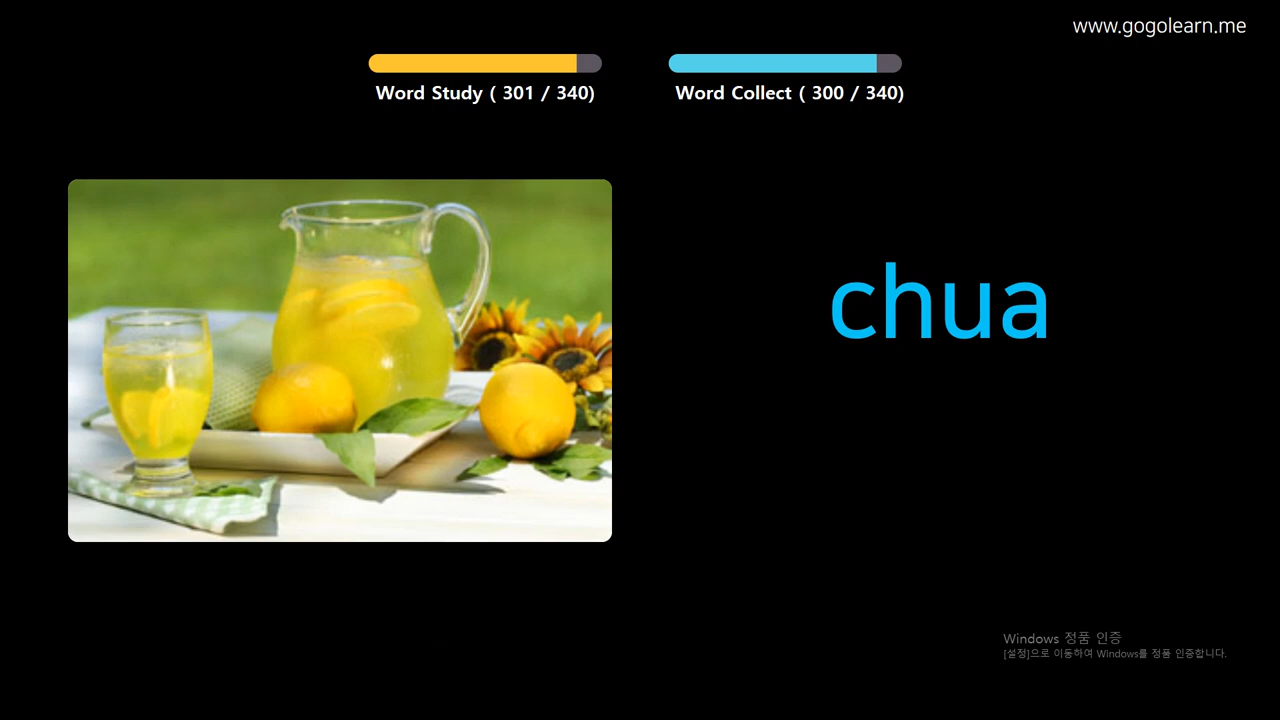 www.gogolearn.me
Word Study ( 301 / 340)
Word Collect ( 300 / 340)
chua
Windows 정품 인증
[설정]으로 이동하여 Windows를 정품 인증합니다.